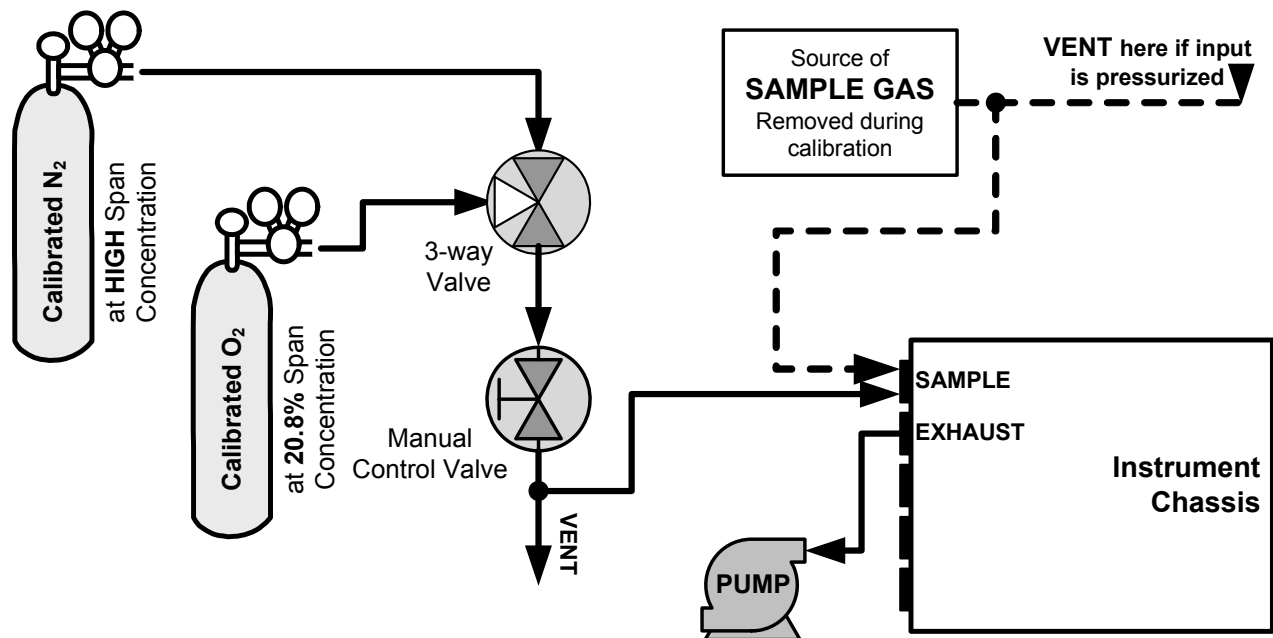 Calibrated N₂
at HIGH Span
Concentration
Calibrated O₂
at 20.8% Span
Concentration
3-way
Valve
Manual
Control Valve
VENT
Source of
SAMPLE GAS
Removed during
calibration
VENT here if input
is pressurized
SAMPLE
EXHAUST
Instrument
Chassis
PUMP